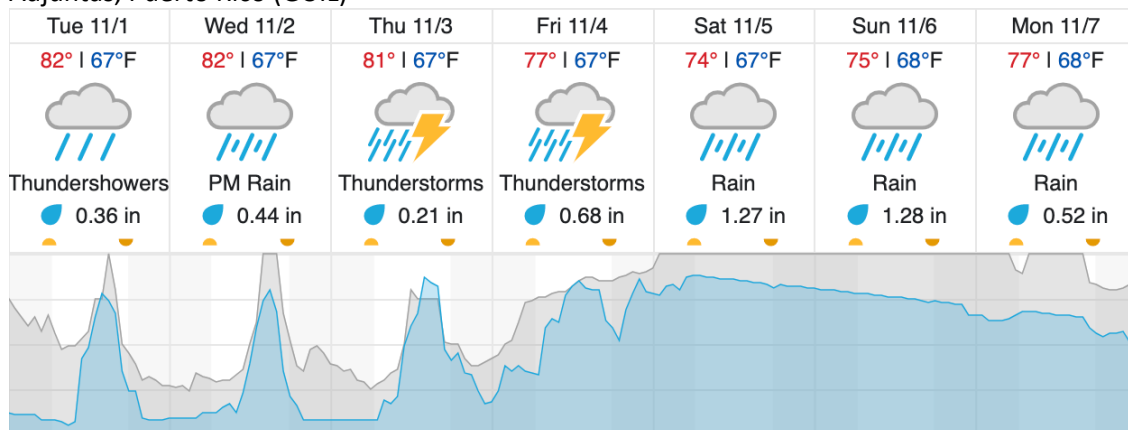 Tue 11/1 Wed 11/2 Thu 11/3 Fri 11/4 Sat 11/5 Sun 11/6 Mon 11/7
82° | 67°F 82° | 67°F 81° | 67°F 77° | 67°F 74° | 67°F 75° | 68°F 77° | 68°F
Thundershowers PM Rain Thunderstorms Thunderstorms Rain Rain Rain
0.36 in 0.44 in 0.21 in 0.68 in 1.27 in 1.28 in 0.52 in